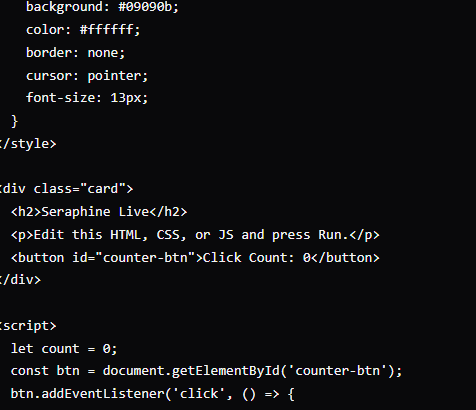 background: #09090b;
color: #ffffff;
border: none;
cursor: pointer;
font-size: 13px;
}
</style>
<div class="card">
<h2>Seraphine Live</h2>
<p>Edit this HTML, CSS, or JS and press Run.</p>
<button id="counter-btn">Click Count: 0</button>
</div>
<script>
let count = 0;
const btn = document.getElementById('counter-btn');
btn.addEventListener('click', () => {